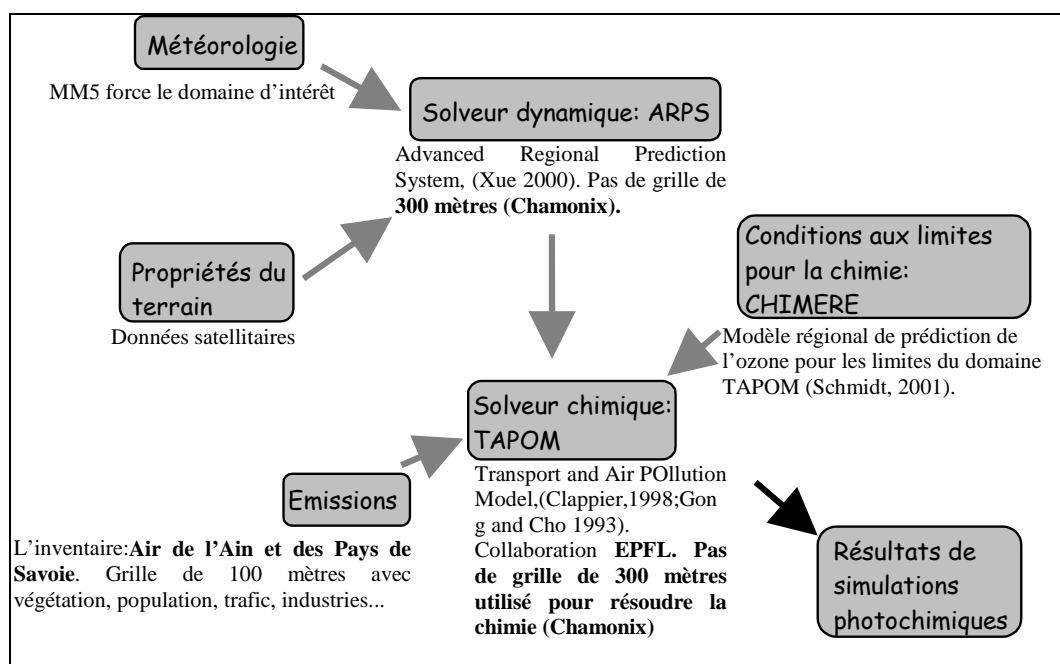 Météorologie
MM5 force le domaine d'intérêt
Solveur dynamique: ARPS
Advanced Regional Prediction
System, (Xue 2000). Pas de grille de
300 mètres (Chamonix).
Propriétés du
terrain
Données satellitaires
Conditions aux limites
pour la chimie:
CHIMERE
Modèle régional de prédiction de
l'ozone pour les limites du domaine
TAPOM (Schmidt, 2001).
Solveur chimique:
TAPOM
Transport and Air POllution
Model,(Clappier,1998;Gon
g and Cho 1993).
Collaboration EPFL. Pas
de grille de 300 mètres
utilisé pour résoudre la
chimie (Chamonix)
Emissions
L'inventaire:Air de l'Ain et des Pays de
Savoie. Grille de 100 mètres avec
végétation, population, trafic, industries...
Résultats de
simulations
photochimiques